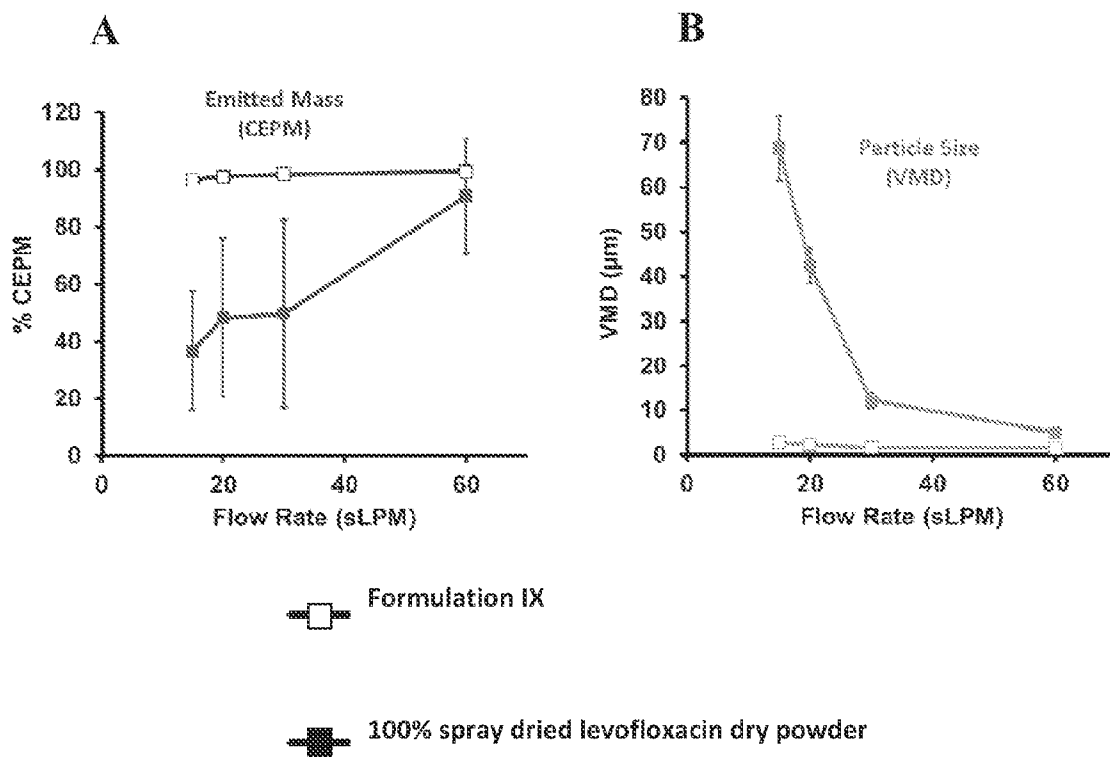 A
Emitted Mass
(CEPM)
% CEPM
120
100
80
60
40
20
0
0
20
40
60
Flow Rate (sLPM)
B
Particle Size
(VMD)
VMD (µm)
80
70
60
50
40
30
20
10
0
0
20
40
60
Flow Rate (sLPM)
Formulation IX
100% spray dried levofloxacin dry powder